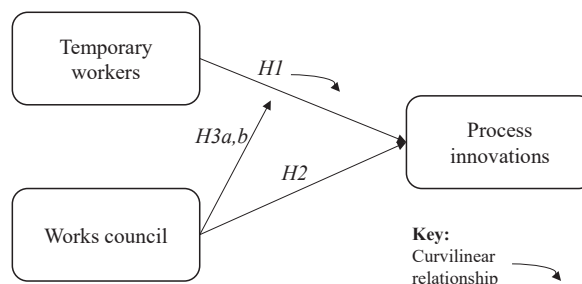 Temporary
workers
H1
Process
innovations
H3a,b
H2
Works council
Key:
Curvilinear
relationship